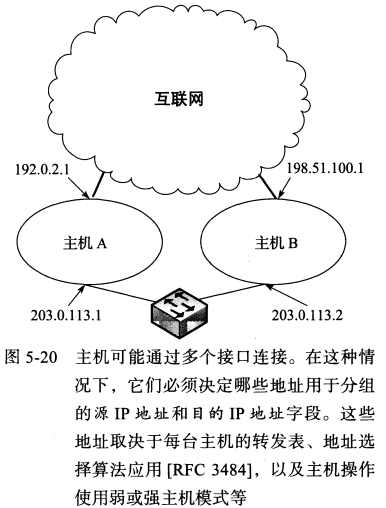 互联网
192.0.2.1
198.51.100.1
主机 A
主机 B
203.0.113.1
203.0.113.2
图 5-20 主机可能通过多个接口连接。在这种情
况下，它们必须决定哪些地址用于分组
的源 IP 地址和目的 IP 地址字段。这些
地址取决于每台主机的转发表、地址选
择算法应用 [RFC 3484]，以及主机操作
使用弱或强主机模式等